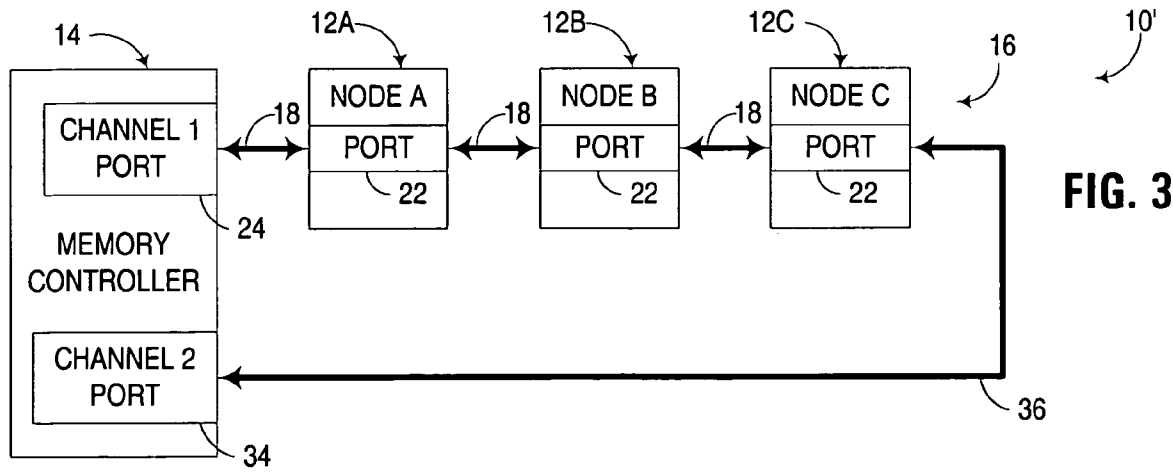 14
12A
12B
12C
16
10'
CHANNEL 1
PORT
24
18
NODE A
PORT
22
18
NODE B
PORT
22
18
NODE C
PORT
22
FIG. 3
MEMORY
CONTROLLER
CHANNEL 2
PORT
34
36